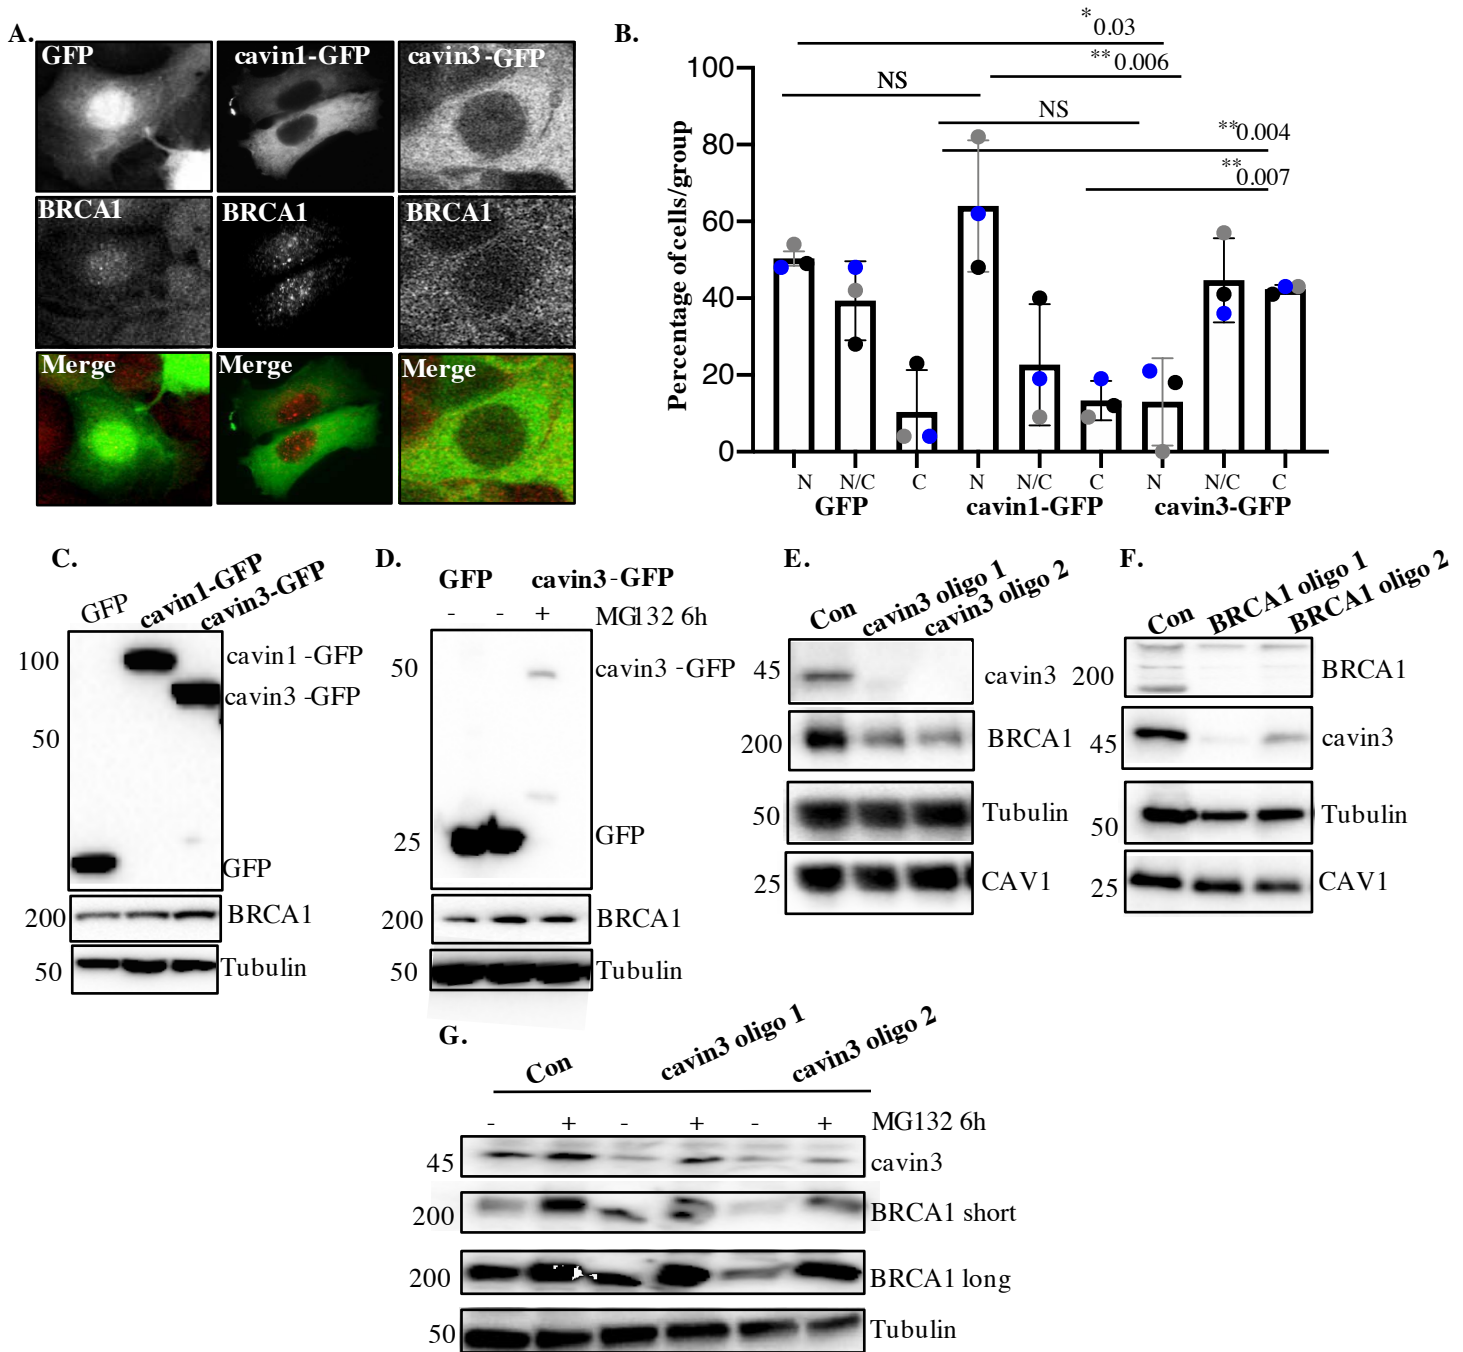 A.
GFP
cavin1-GFP
cavin3-GFP
BRCA1
BRCA1
BRCA1
Merge
Merge
Merge
B.
* 0.03
** 0.006
NS
NS
** 0.004
** 0.007
Percentage of cells/group
100
80
60
40
20
0
N N/C C N N/C C N N/C C
GFP cavin1-GFP cavin3-GFP
C.
GFP cavin1-GFP cavin3-GFP
100
50
cavin1-GFP
cavin3-GFP
GFP
200 BRCA1
50 Tubulin
D.
GFP cavin3-GFP
- - + MG132 6h
50 cavin3-GFP
25 GFP
200 BRCA1
50 Tubulin
E.
Con cavin3 oligo 1 cavin3 oligo 2
45 cavin3
200 BRCA1
50 Tubulin
25 CAV1
F.
Con BRCA1 oligo 1 BRCA1 oligo 2
200 BRCA1
45 cavin3
50 Tubulin
25 CAV1
G.
Con cavin3 oligo 1 cavin3 oligo 2
- + - + - + MG132 6h
45 cavin3
200 BRCA1 short
200 BRCA1 long
50 Tubulin